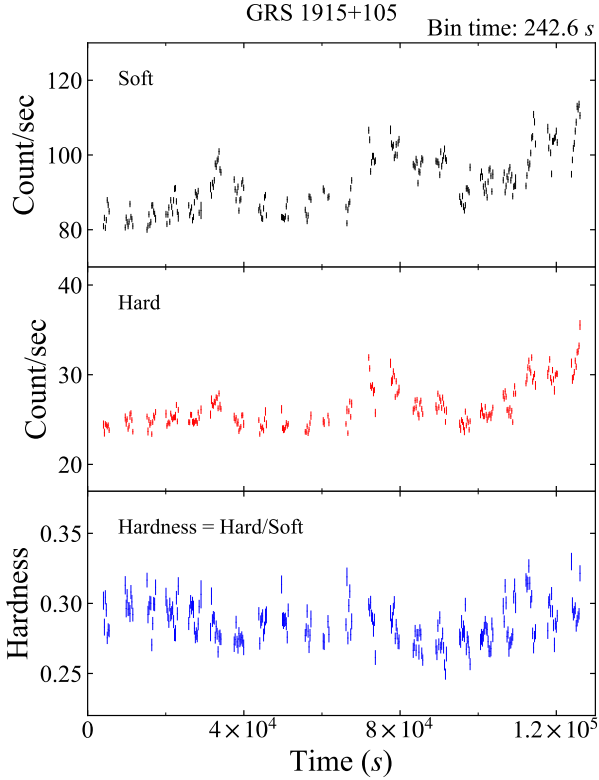 GRS 1915+105
Bin time: 242.6 s
Soft
120
100
80
Count/sec
Hard
40
30
20
Count/sec
Hardness = Hard/Soft
0.35
0.30
0.25
Hardness
0 4×10⁴ 8×10⁴ 1.2×10⁵
Time (s)